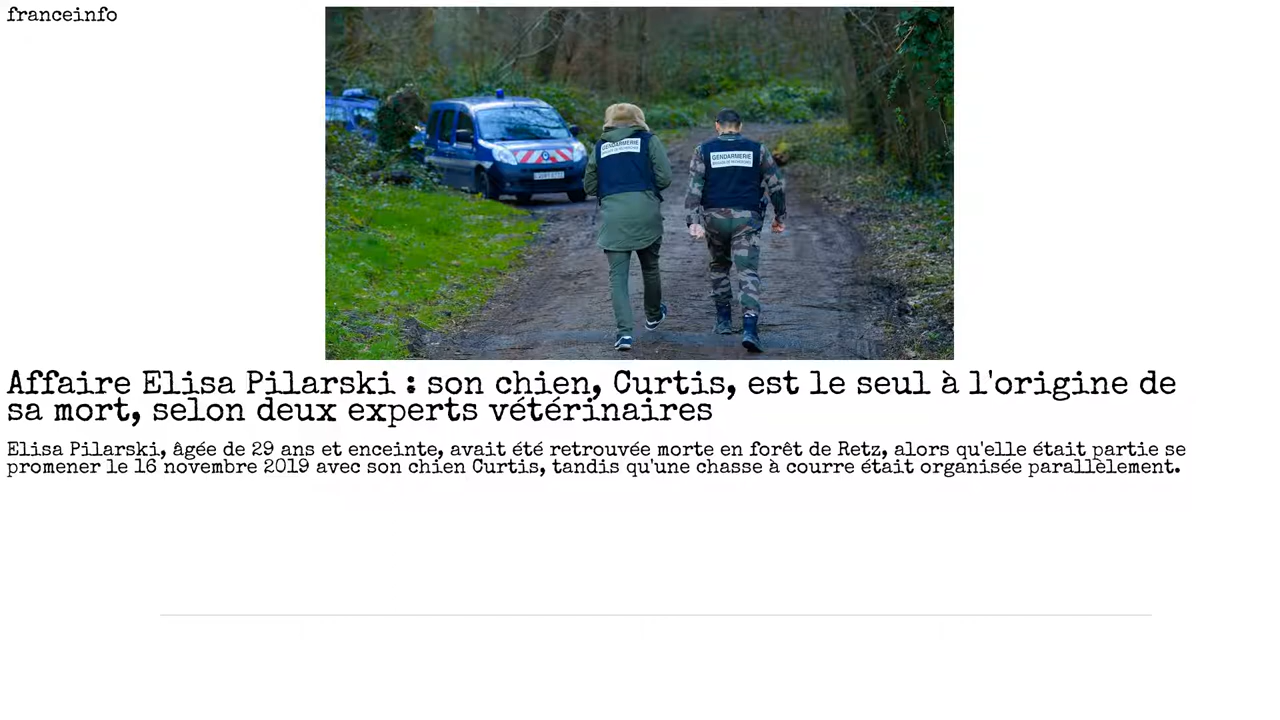 franceinfo
GENDARMERIE
GENDARMERIE
Affaire Elisa Pilarski : son chien, Curtis, est le seul à l'origine de
sa mort, selon deux experts vétérinaires
Elisa Pilarski, âgée de 29 ans et enceinte, avait été retrouvée morte en forêt de Retz, alors qu'elle était partie se
promener le 16 novembre 2019 avec son chien Curtis, tandis qu'une chasse à courre était organisée parallèlement.